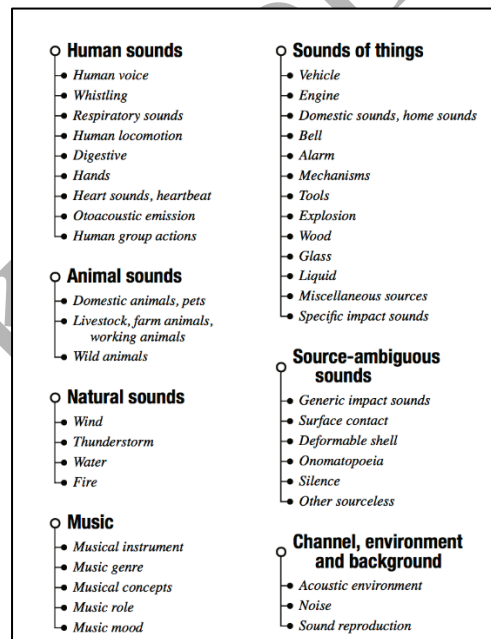 Human sounds
Human voice
Whistling
Respiratory sounds
Human locomotion
Digestive
Hands
Heart sounds, heartbeat
Otoacoustic emission
Human group actions
Animal sounds
Domestic animals, pets
Livestock, farm animals,
working animals
Wild animals
Natural sounds
Wind
Thunderstorm
Water
Fire
Music
Musical instrument
Music genre
Musical concepts
Music role
Music mood
Sounds of things
Vehicle
Engine
Domestic sounds, home sounds
Bell
Alarm
Mechanisms
Tools
Explosion
Wood
Glass
Liquid
Miscellaneous sources
Specific impact sounds
Source-ambiguous
sounds
Generic impact sounds
Surface contact
Deformable shell
Onomatopoeia
Silence
Other sourceless
Channel, environment
and background
Acoustic environment
Noise
Sound reproduction